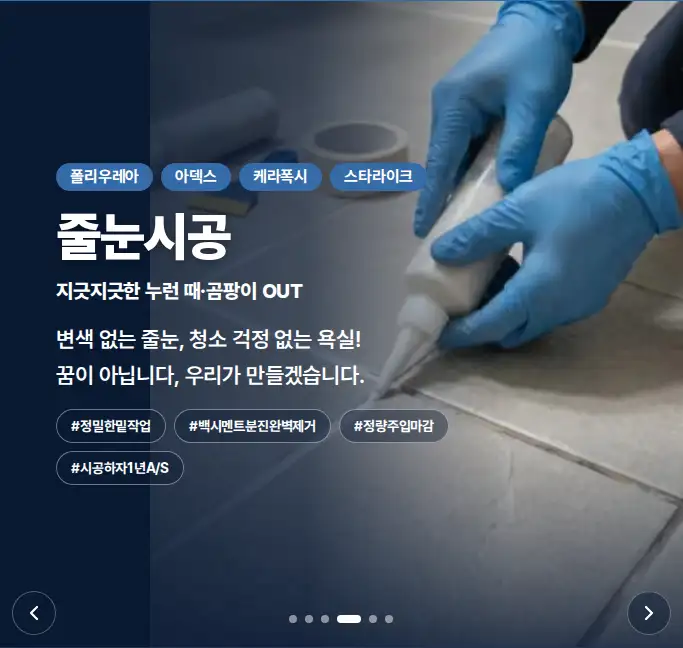 폴리우레아 아덱스 케라폭시 스타라이크
줄눈시공
지긋지긋한 누런 때·곰팡이 OUT
변색 없는 줄눈, 청소 걱정 없는 욕실!
꿈이 아닙니다, 우리가 만들겠습니다.
#정밀한밑작업 #백시멘트분진완벽제거 #정량주입마감
#시공하자1년A/S